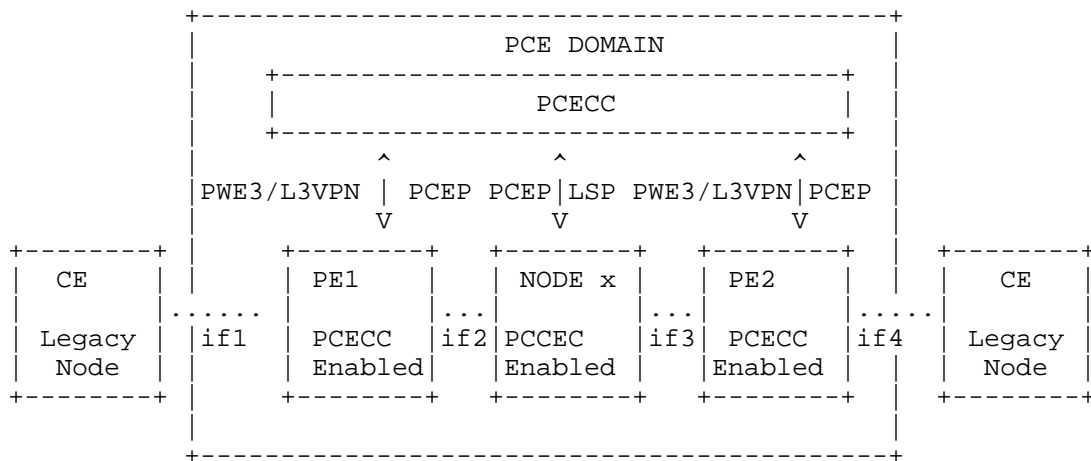 PCE DOMAIN
PCECC
PWE3/L3VPN PCEP PCEP LSP PWE3/L3VPN PCEP
CE PE1 NODE x PE2 CE
Legacy if1 PCECC if2 PCCEC if3 PCECC if4 Legacy
Node Enabled Enabled Enabled Node